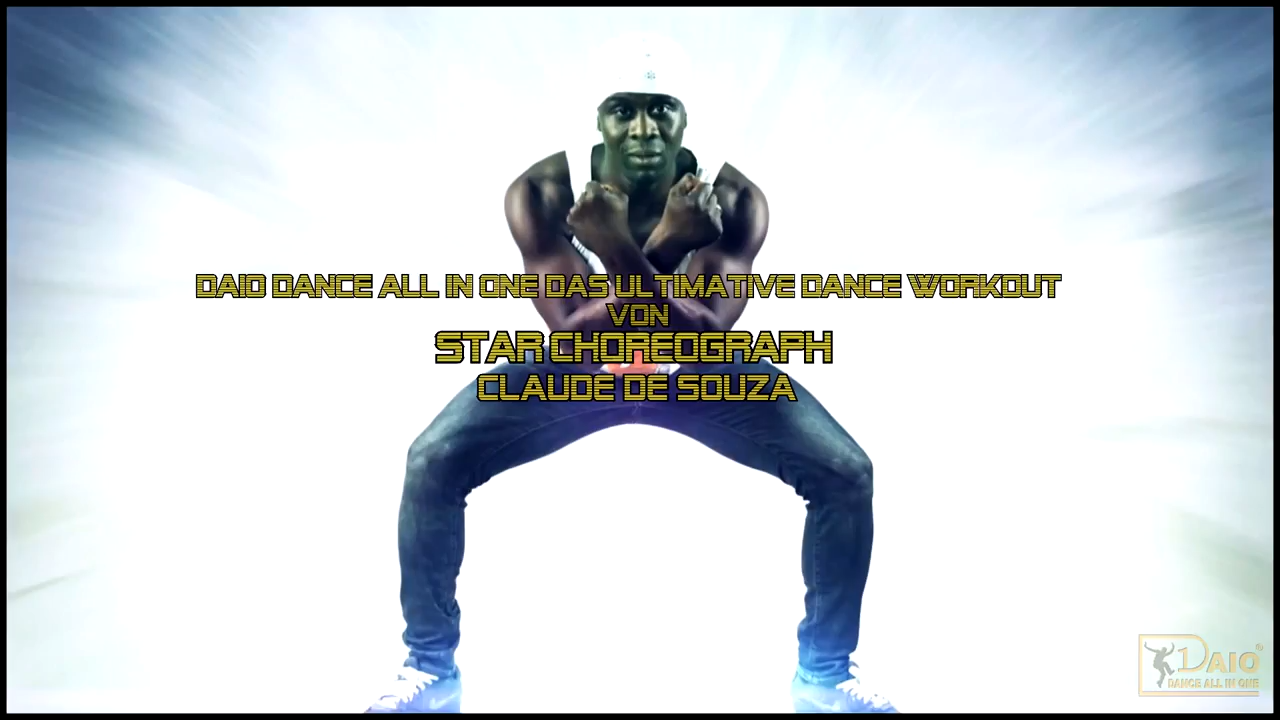 DAIO DANCE ALL IN ONE DAS ULTIMATIVE DANCE WORKOUT
VON
STAR CHOREOGRAPH
CLAUDE DE SOUZA
DAIO®
DANCE ALL IN ONE